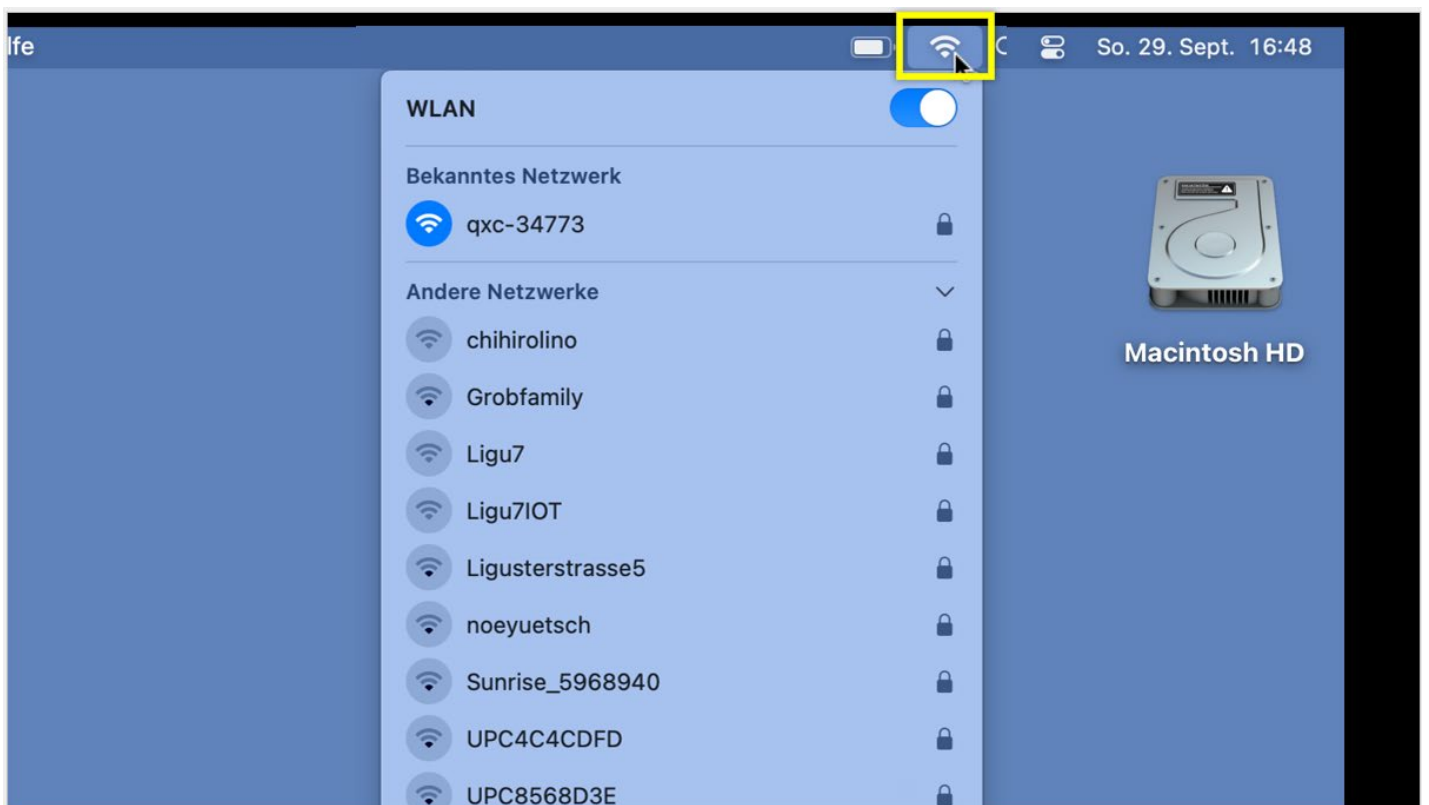 lfe
So. 29. Sept. 16:48
WLAN
Bekanntes Netzwerk
qxc-34773
Andere Netzwerke
chihirolino
Grobfamily
Ligu7
Ligu7IOT
Ligusterstrasse5
noeyuetsch
Sunrise_5968940
UPC4C4CDFD
UPC8568D3E
Macintosh HD